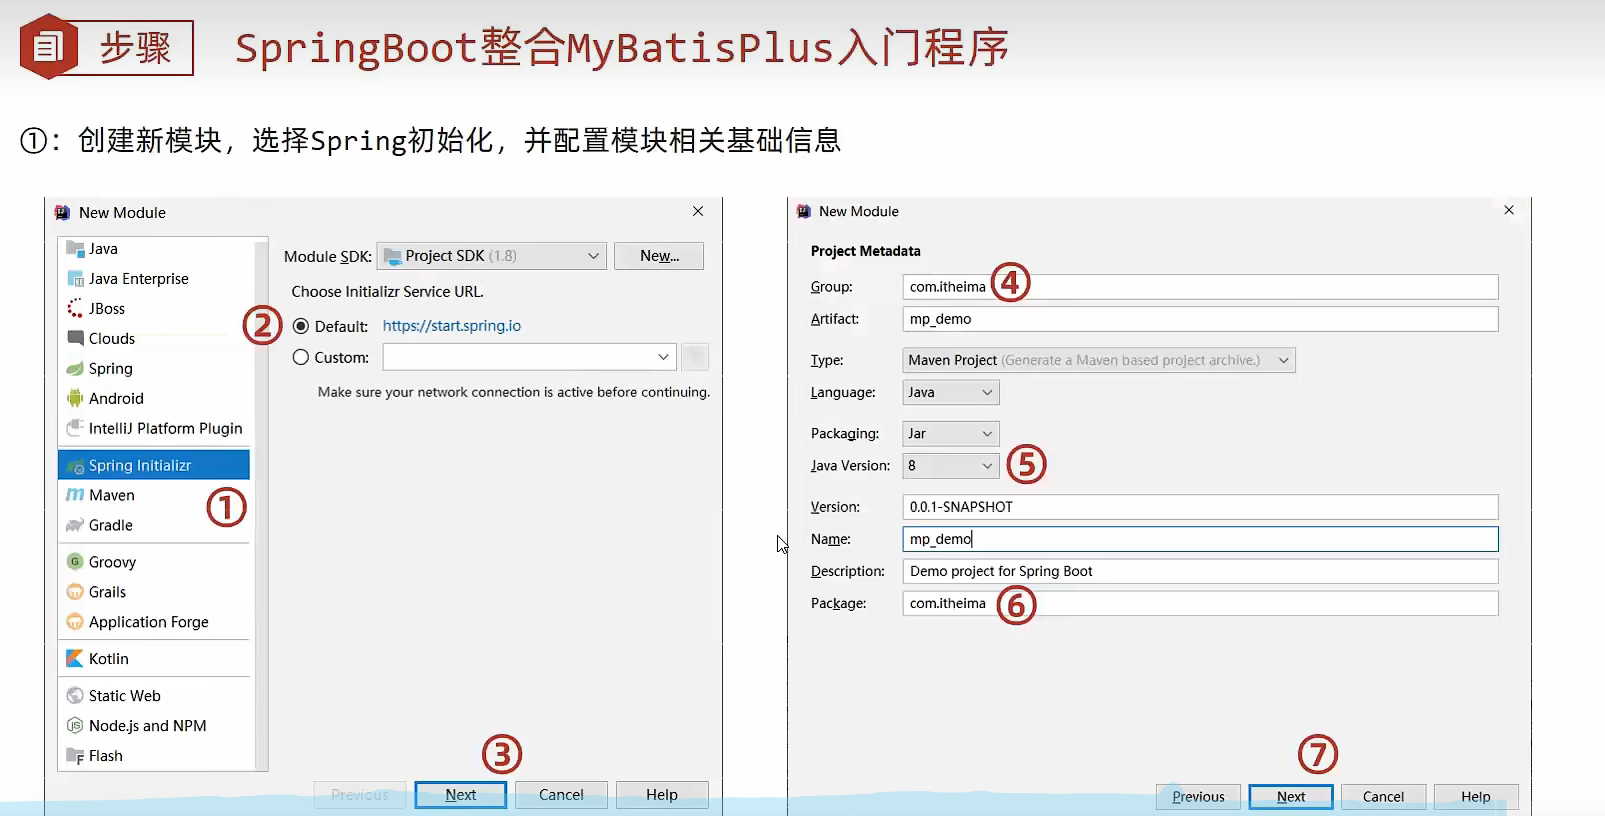 步骤
SpringBoot整合MyBatisPlus入门程序
①：创建新模块，选择Spring初始化，并配置模块相关基础信息
New Module
Java
Java Enterprise
JBoss
Clouds
Spring
Android
IntelliJ Platform Plugin
Spring Initializr
Maven
①
Gradle
Groovy
Grails
Application Forge
Kotlin
Static Web
Node.js and NPM
Flash
Module SDK: Project SDK (1.8) New...
Choose Initializr Service URL.
② Default: https://start.spring.io
Custom:
Make sure your network connection is active before continuing.
③
Previous Next Cancel Help
New Module
Project Metadata
Group: com.itheima ④
Artifact: mp_demo
Type: Maven Project (Generate a Maven based project archive.)
Language: Java
Packaging: Jar
Java Version: 8 ⑤
Version: 0.0.1-SNAPSHOT
Name: mp_demo
Description: Demo project for Spring Boot
Package: com.itheima ⑥
⑦
Previous Next Cancel Help